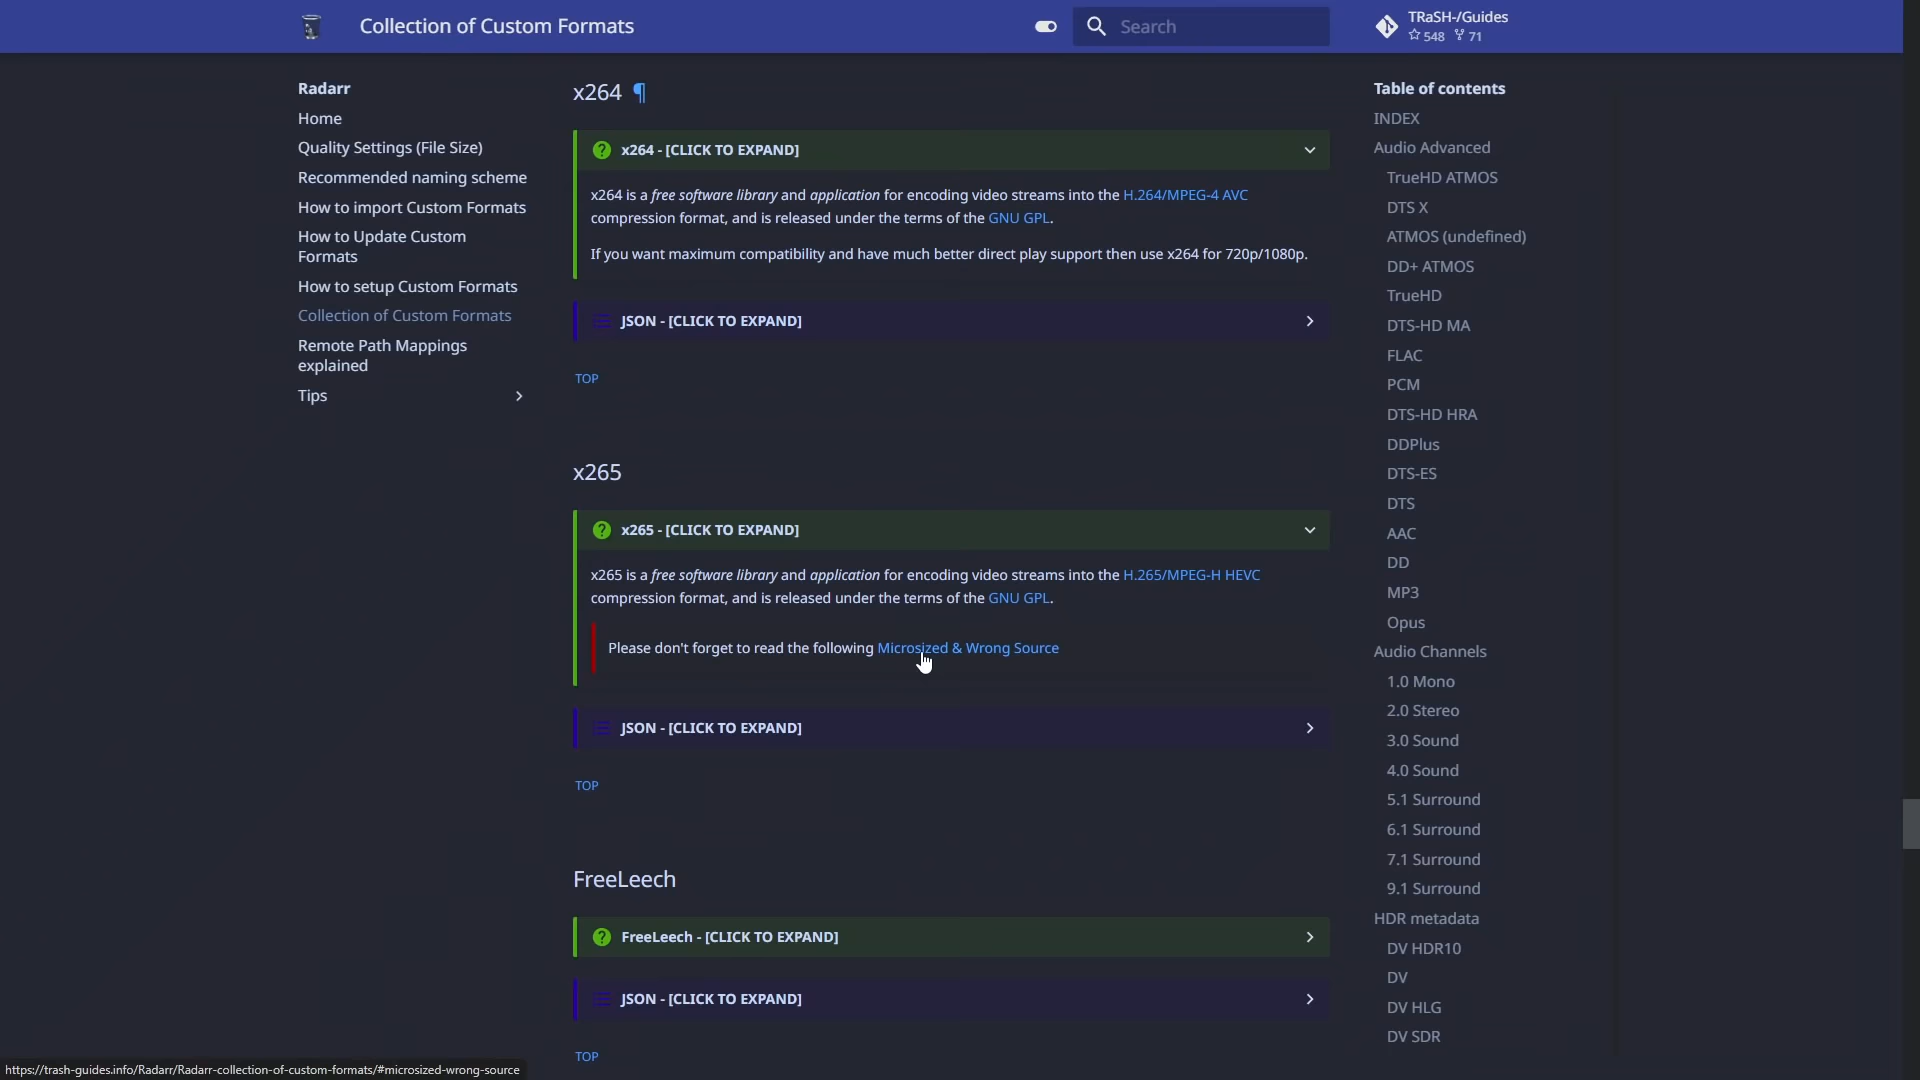 Collection of Custom Formats
Search
TRaSH-/Guides
548 71
Radarr
Home
Quality Settings (File Size)
Recommended naming scheme
How to import Custom Formats
How to Update Custom
Formats
How to setup Custom Formats
Collection of Custom Formats
Remote Path Mappings
explained
Tips
x264 ¶
x264 - [CLICK TO EXPAND]
x264 is a free software library and application for encoding video streams into the H.264/MPEG-4 AVC
compression format, and is released under the terms of the GNU GPL.
If you want maximum compatibility and have much better direct play support then use x264 for 720p/1080p.
JSON - [CLICK TO EXPAND]
TOP
x265
x265 - [CLICK TO EXPAND]
x265 is a free software library and application for encoding video streams into the H.265/MPEG-H HEVC
compression format, and is released under the terms of the GNU GPL.
Please don't forget to read the following Microsized & Wrong Source
JSON - [CLICK TO EXPAND]
TOP
FreeLeech
FreeLeech - [CLICK TO EXPAND]
JSON - [CLICK TO EXPAND]
TOP
Table of contents
INDEX
Audio Advanced
TrueHD ATMOS
DTS X
ATMOS (undefined)
DD+ ATMOS
TrueHD
DTS-HD MA
FLAC
PCM
DTS-HD HRA
DDPlus
DTS-ES
DTS
AAC
DD
MP3
Opus
Audio Channels
1.0 Mono
2.0 Stereo
3.0 Sound
4.0 Sound
5.1 Surround
6.1 Surround
7.1 Surround
9.1 Surround
HDR metadata
DV HDR10
DV
DV HLG
DV SDR
https://trash-guides.info/Radarr/Radarr-collection-of-custom-formats/#microsized-wrong-source